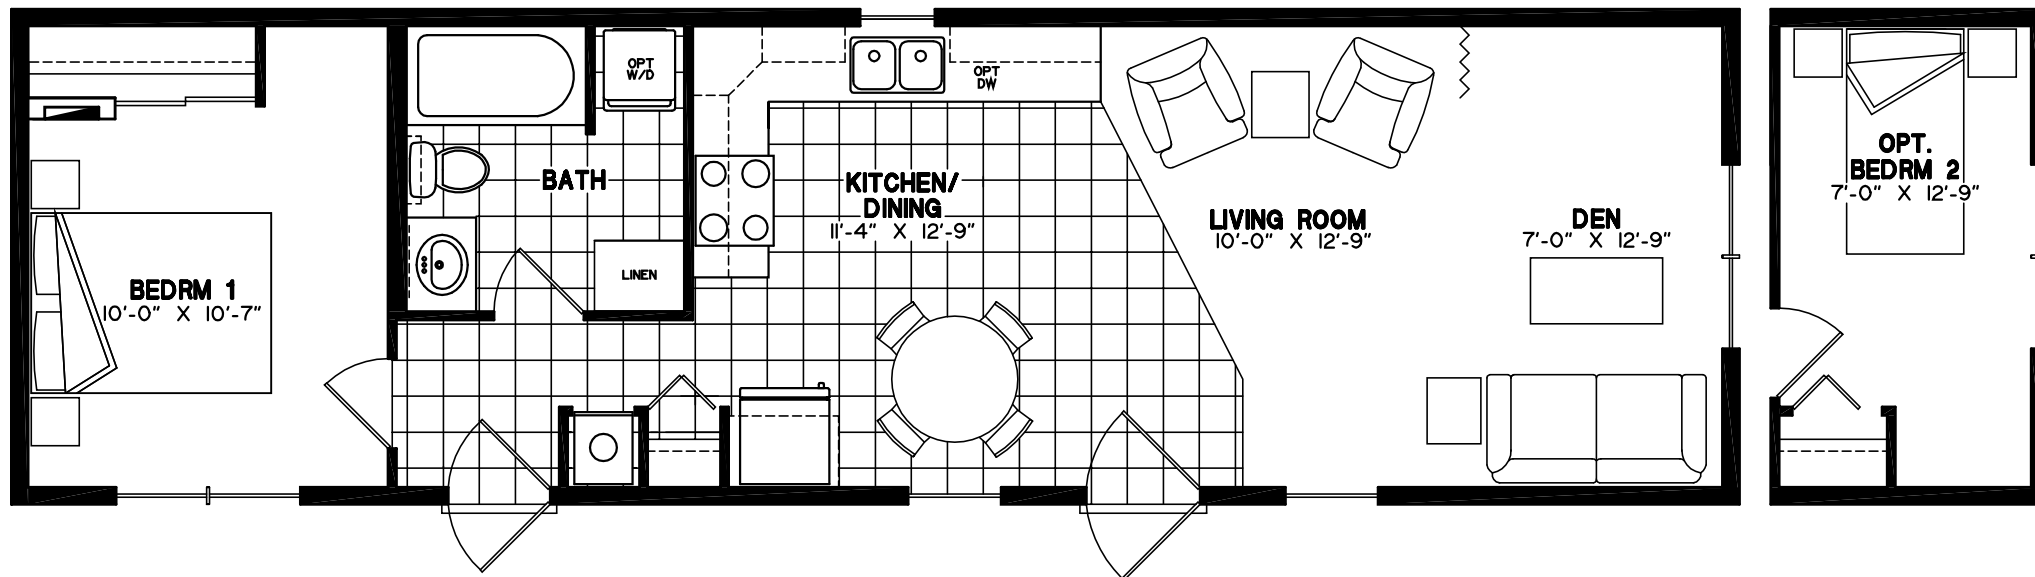 BEDRM 1
10'-0" X 10'-7"
BATH
OPT
W/D
LINEN
KITCHEN/
DINING
11'-4" X 12'-9"
OPT
DW
LIVING ROOM
10'-0" X 12'-9"
DEN
7'-0" X 12'-9"
OPT.
BEDRM 2
7'-0" X 12'-9"